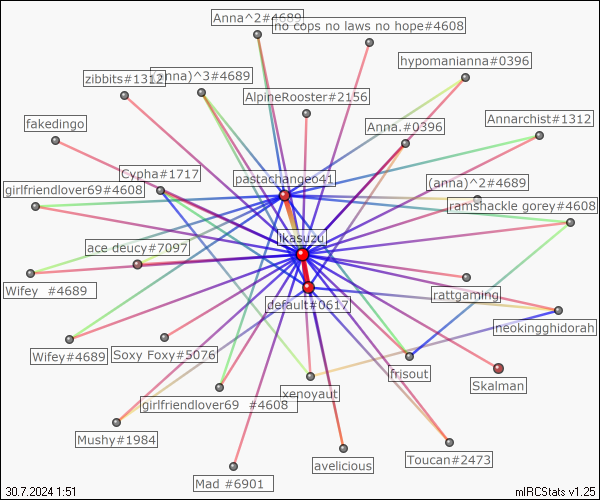 Anna^2#4689
no cops no laws no hope#4608
hypomanianna#0396
zibbits#1312
(anna)^3#4689
AlpineRooster#2156
Annarchist#1312
fakedingo
Anna.#0396
Cypha#1717
pastachangeo41
(anna)^2#4689
girlfriendlover69#4608
ramshackle gorey#4608
ikasuzu
ace deucy#7097
Wifey #4689
rattgaming
default#0617
neokingghidorah
Wifey#4689
Soxy Foxy#5076
frisout
Skalman
xenoyaut
girlfriendlover69 #4608
Mushy#1984
avelicious
Toucan#2473
Mad #6901
30.7.2024 1:51
mIRCStats v1.25